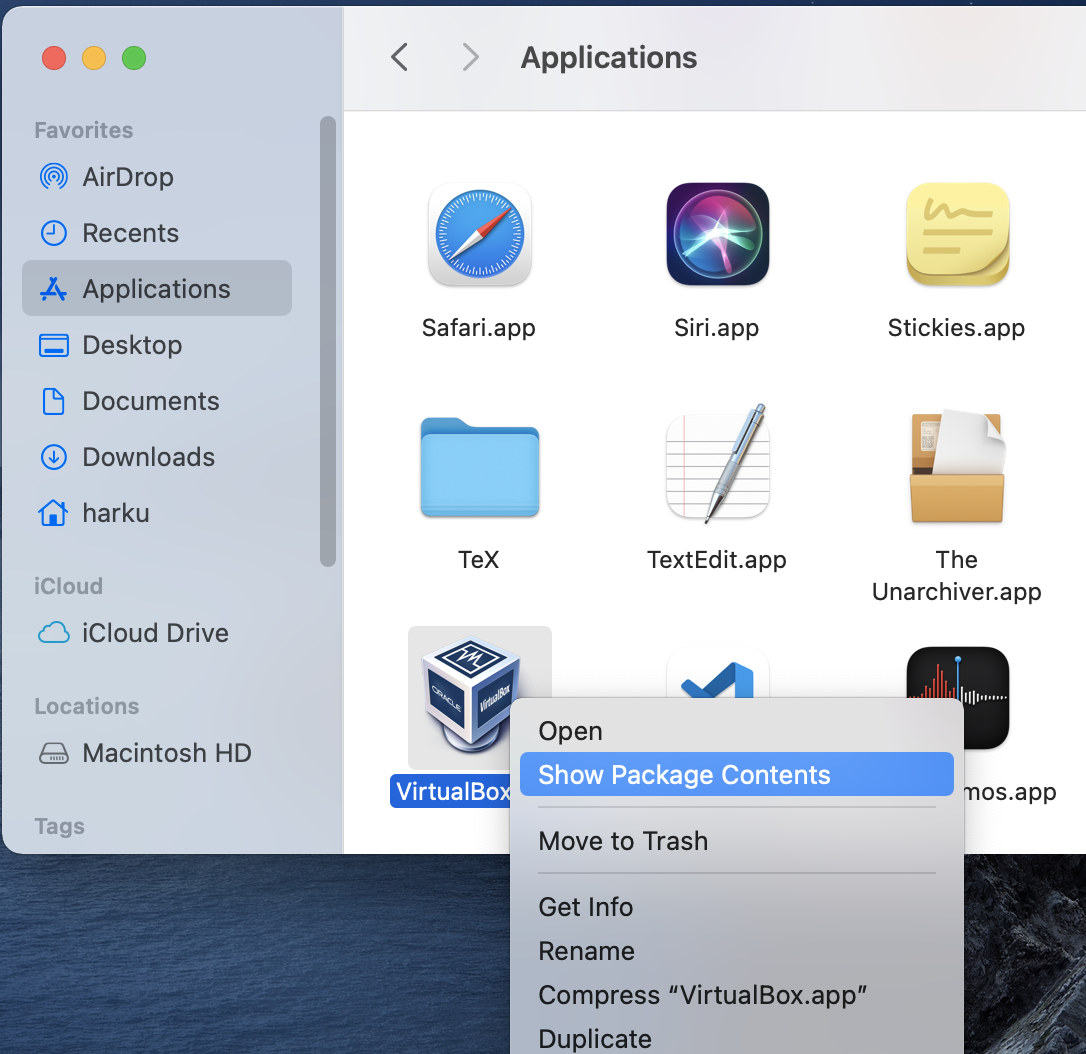 Applications
Favorites
AirDrop
Recents
Applications
Desktop
Documents
Downloads
harku
iCloud
iCloud Drive
Locations
Macintosh HD
Tags
Safari.app
Siri.app
Stickies.app
TeX
TextEdit.app
The
Unarchiver.app
ORACLE
VirtualBox
VirtualBox
mos.app
Open
Show Package Contents
Move to Trash
Get Info
Rename
Compress “VirtualBox.app”
Duplicate